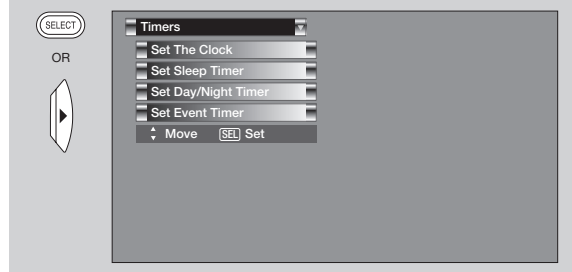 SELECT
OR
Timers
Set The Clock
Set Sleep Timer
Set Day/Night Timer
Set Event Timer
Move SEL Set